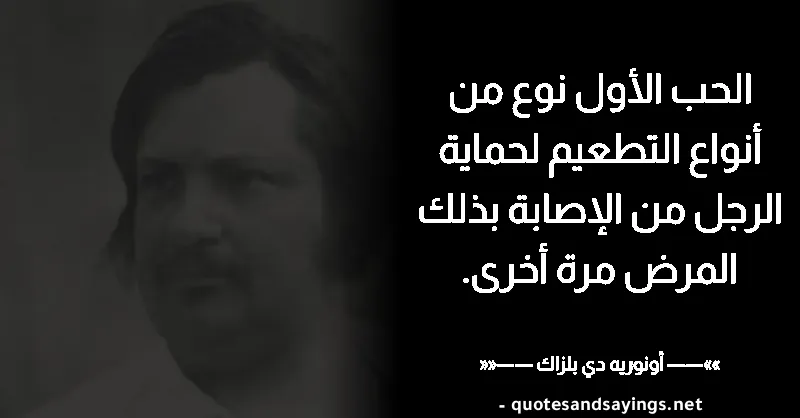 الحب الأول نوع من
أنواع التطعيم لحماية
الرجل من الإصابة بذلك
المرض مرة أخرى.
»»—— أونوريه دي بلزاك ——««
- quotesandsayings.net